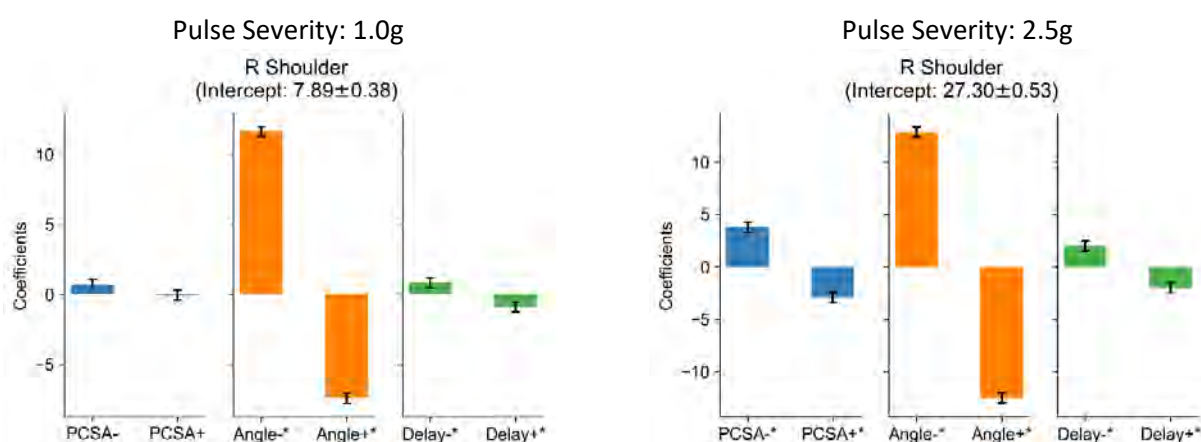 Pulse Severity: 1.0g
R Shoulder
(Intercept: 7.89±0.38)
Coefficients
10
5
0
−5
PCSA-
PCSA+
Angle-*
Angle+*
Delay-*
Delay+*
Pulse Severity: 2.5g
R Shoulder
(Intercept: 27.30±0.53)
Coefficients
10
5
0
−5
−10
PCSA-*
PCSA+*
Angle-*
Angle+*
Delay-*
Delay+*